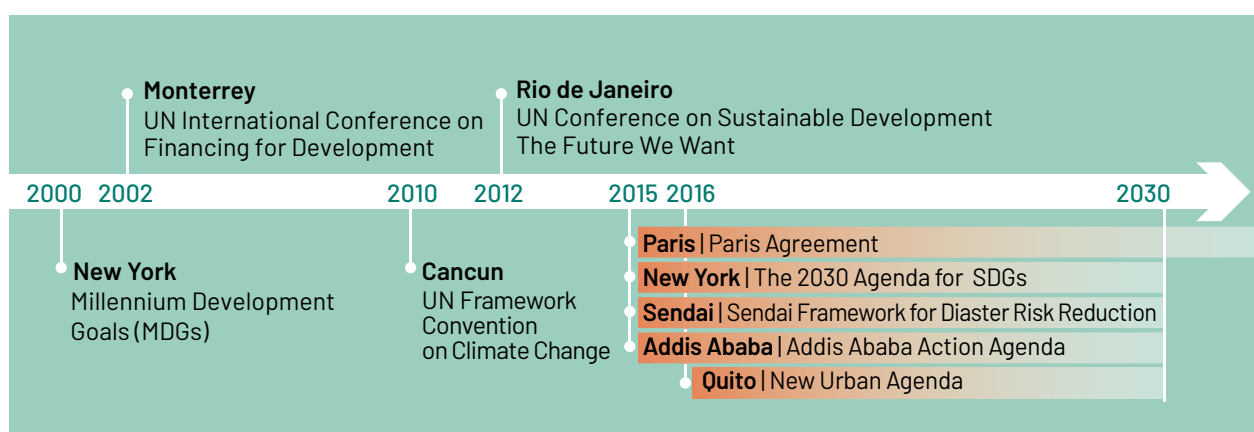 Monterrey
UN International Conference on
Financing for Development
Rio de Janeiro
UN Conference on Sustainable Development
The Future We Want
2000 2002 2010 2012 2015 2016 2030
New York
Millennium Development
Goals (MDGs)
Cancun
UN Framework
Convention
on Climate Change
Paris | Paris Agreement
New York | The 2030 Agenda for SDGs
Sendai | Sendai Framework for Diaster Risk Reduction
Addis Ababa | Addis Ababa Action Agenda
Quito | New Urban Agenda